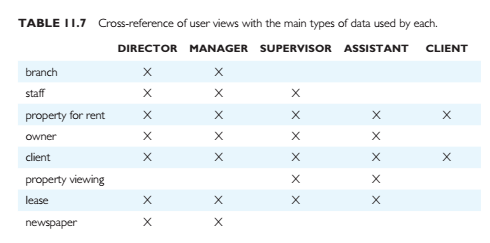 TABLE 11.7 Cross-reference of user views with the main types of data used by each.
DIRECTOR MANAGER SUPERVISOR ASSISTANT CLIENT
branch X X
staff X X X
property for rent X X X X X
owner X X X X
client X X X X X
property viewing X X
lease X X X X
newspaper X X